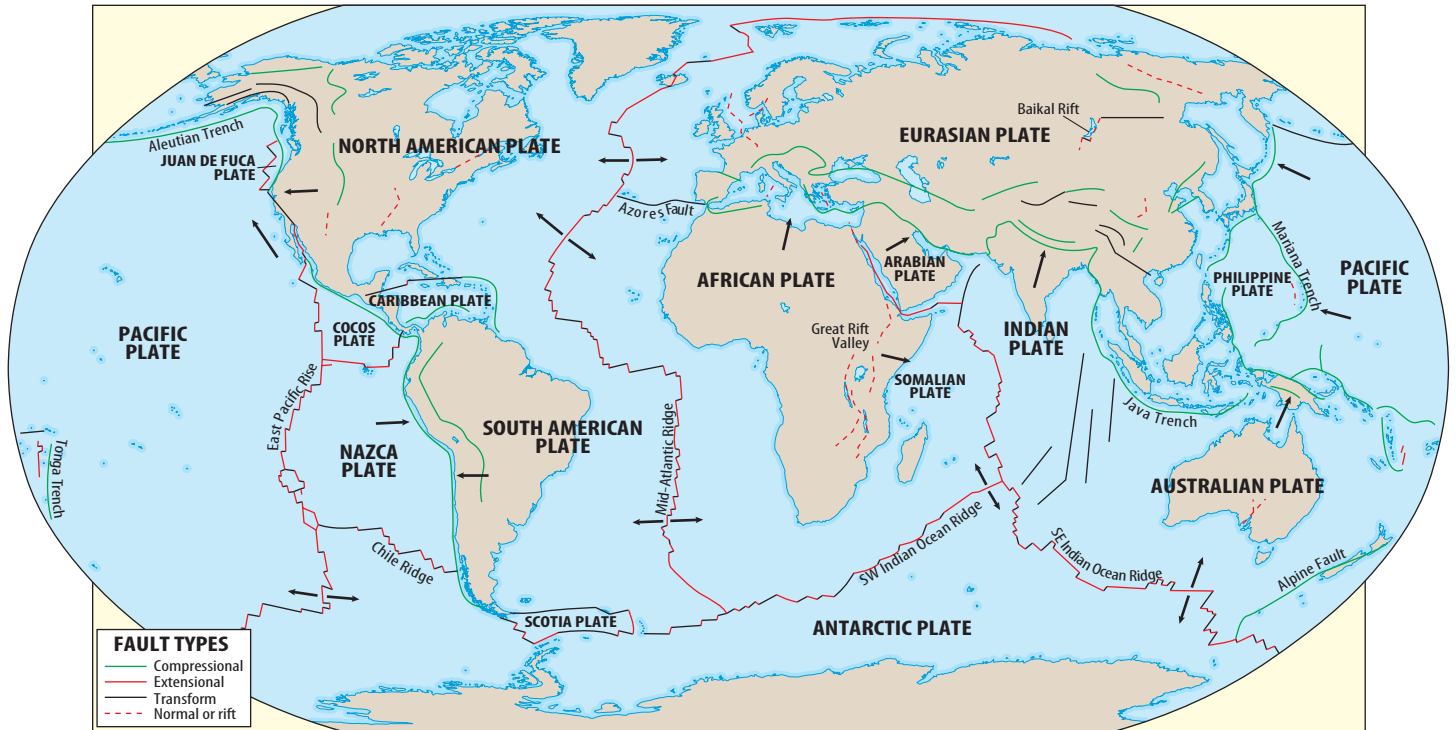 Aleutian Trench
NORTH AMERICAN PLATE
JUAN DE FUCA
PLATE
Baikal Rift
EURASIAN PLATE
Azores Fault
AFRICAN PLATE
ARABIAN
PLATE
Mariana Trench
PHILIPPINE
PLATE
PACIFIC
PLATE
CARIBBEAN PLATE
COCOS
PLATE
PACIFIC
PLATE
Great Rift
Valley
INDIAN
PLATE
SOMALIAN
PLATE
East Pacific Rise
NAZCA
PLATE
SOUTH AMERICAN
PLATE
Mid-Atlantic Ridge
Java Trench
Tonga Trench
AUSTRALIAN PLATE
Chile Ridge
SW Indian Ocean Ridge
SE Indian Ocean Ridge
Alpine Fault
SCOTIA PLATE
ANTARCTIC PLATE
FAULT TYPES
Compressional
Extensional
Transform
Normal or rift